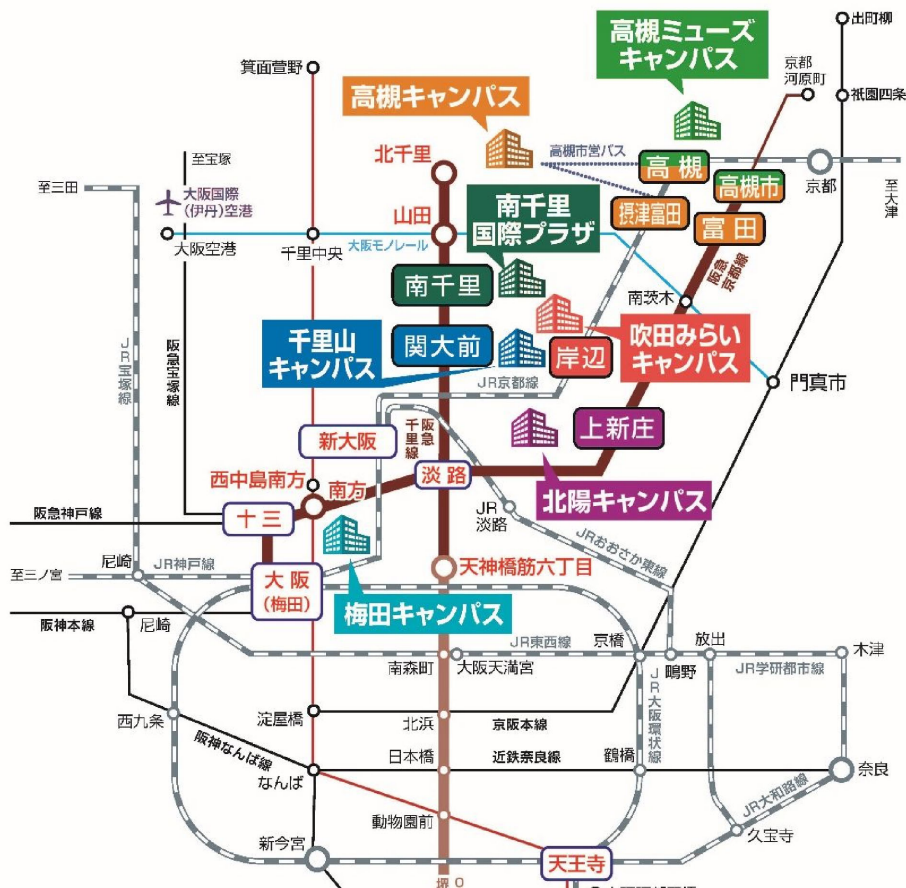 出町柳
高槻ミューズ
キャンパス
京都
河原町
箕面萱野
祇園四条
高槻キャンパス
至宝塚
北千里
高槻市営バス
高槻
京都
至大津
至三田
大阪国際
(伊丹)空港
高槻市
山田
南千里
国際プラザ
摂津富田
富田
大阪空港
千里中央
大阪モノレール
阪急
京都線
南千里
南茨木
千里山
キャンパス
関大前
岸辺
吹田みらい
キャンパス
JR宝塚線
阪急宝塚線
JR京都線
門真市
新大阪
阪急
千里線
上新庄
西中島南方
南方
淡路
北陽キャンパス
阪急神戸線
十三
JR
淡路
JRおおさか東線
尼崎
JR神戸線
至三ノ宮
大阪
(梅田)
天神橋筋六丁目
梅田キャンパス
阪神本線
尼崎
JR東西線
京橋
放出
木津
南森町
大阪天満宮
鴫野
JR学研都市線
西九条
淀屋橋
北浜
京阪本線
JR大阪環状線
阪神なんば線
日本橋
近鉄奈良線
鶴橋
なんば
奈良
JR大和路線
動物園前
久宝寺
新今宮
天王寺